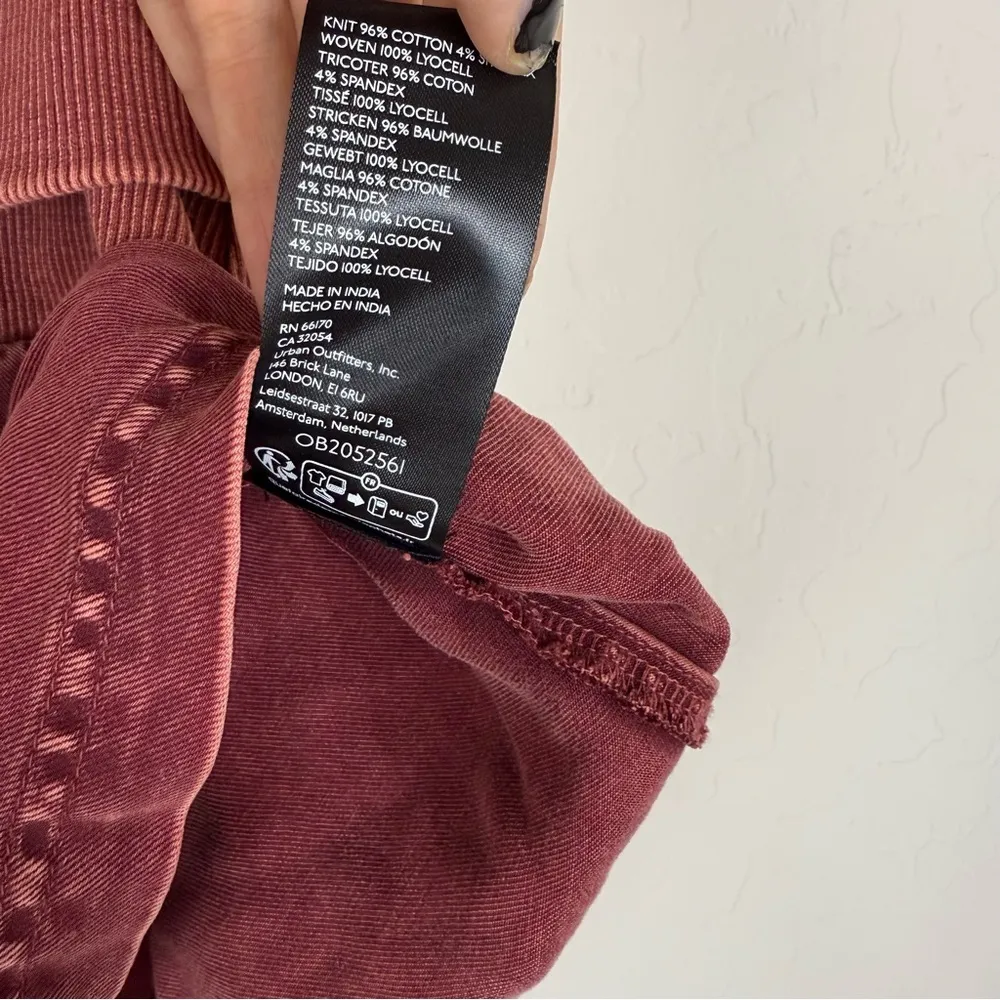 KNIT 96% COTTON 4%
WOVEN 100% LYOCELL
TRICOTER 96% COTON
4% SPANDEX
TISSÉ 100% LYOCELL
STRICKEN 96% BAUMWOLLE
4% SPANDEX
GEWEBT 100% LYOCELL
MAGLIA 96% COTONE
4% SPANDEX
TESSUTA 100% LYOCELL
TEJER 96% ALGODÓN
4% SPANDEX
TEJIDO 100% LYOCELL
MADE IN INDIA
HECHO EN INDIA
RN 66170
CA 32054
Urban Outfitters, Inc.
146 Brick Lane
LONDON, E1 6RU
Leidsestraat 32, 1017 PB
Amsterdam, Netherlands
OB2052561
FR
ou